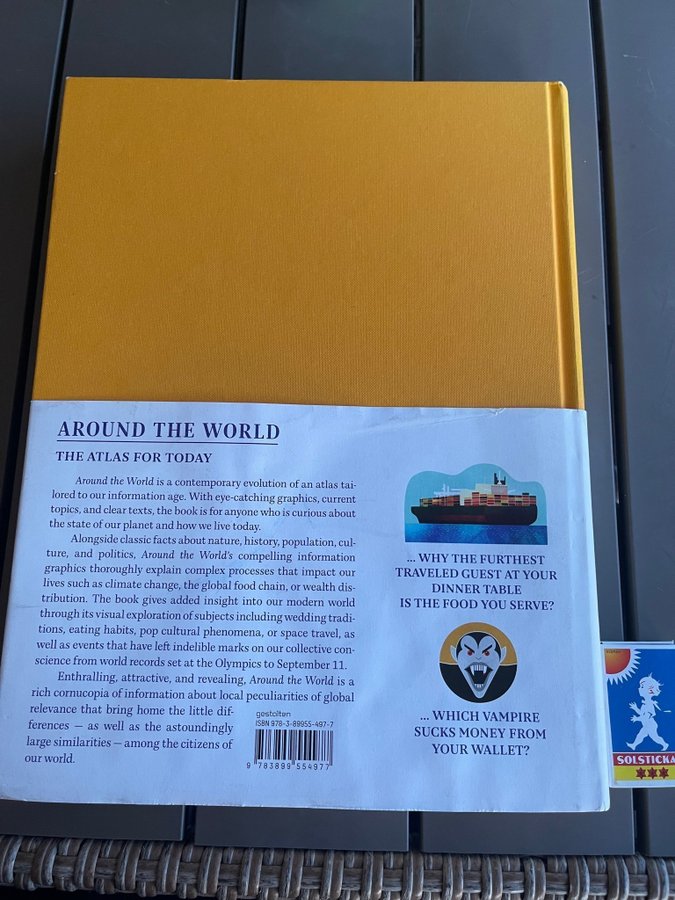 AROUND THE WORLD
THE ATLAS FOR TODAY
Around the World is a contemporary evolution of an atlas tai-
lored to our information age. With eye-catching graphics, current
topics, and clear texts, the book is for anyone who is curious about
the state of our planet and how we live today.
Alongside classic facts about nature, history, population, cul-
ture, and politics, Around the World's compelling information
graphics thoroughly explain complex processes that impact our
lives such as climate change, the global food chain, or wealth dis-
tribution. The book gives added insight into our modern world
through its visual exploration of subjects including wedding tradi-
tions, eating habits, pop cultural phenomena, or space travel, as
well as events that have left indelible marks on our collective con-
science from world records set at the Olympics to September 11.
Enthralling, attractive, and revealing, Around the World is a
rich cornucopia of information about local peculiarities of global
relevance that bring home the little dif-
ferences — as well as the astoundingly
large similarities — among the citizens of
our world.
gestalten
ISBN 978-3-89955-497-7
9 783899 554977
... WHY THE FURTHEST
TRAVELED GUEST AT YOUR
DINNER TABLE
IS THE FOOD YOU SERVE?
... WHICH VAMPIRE
SUCKS MONEY FROM
YOUR WALLET?
SOLSTICKA